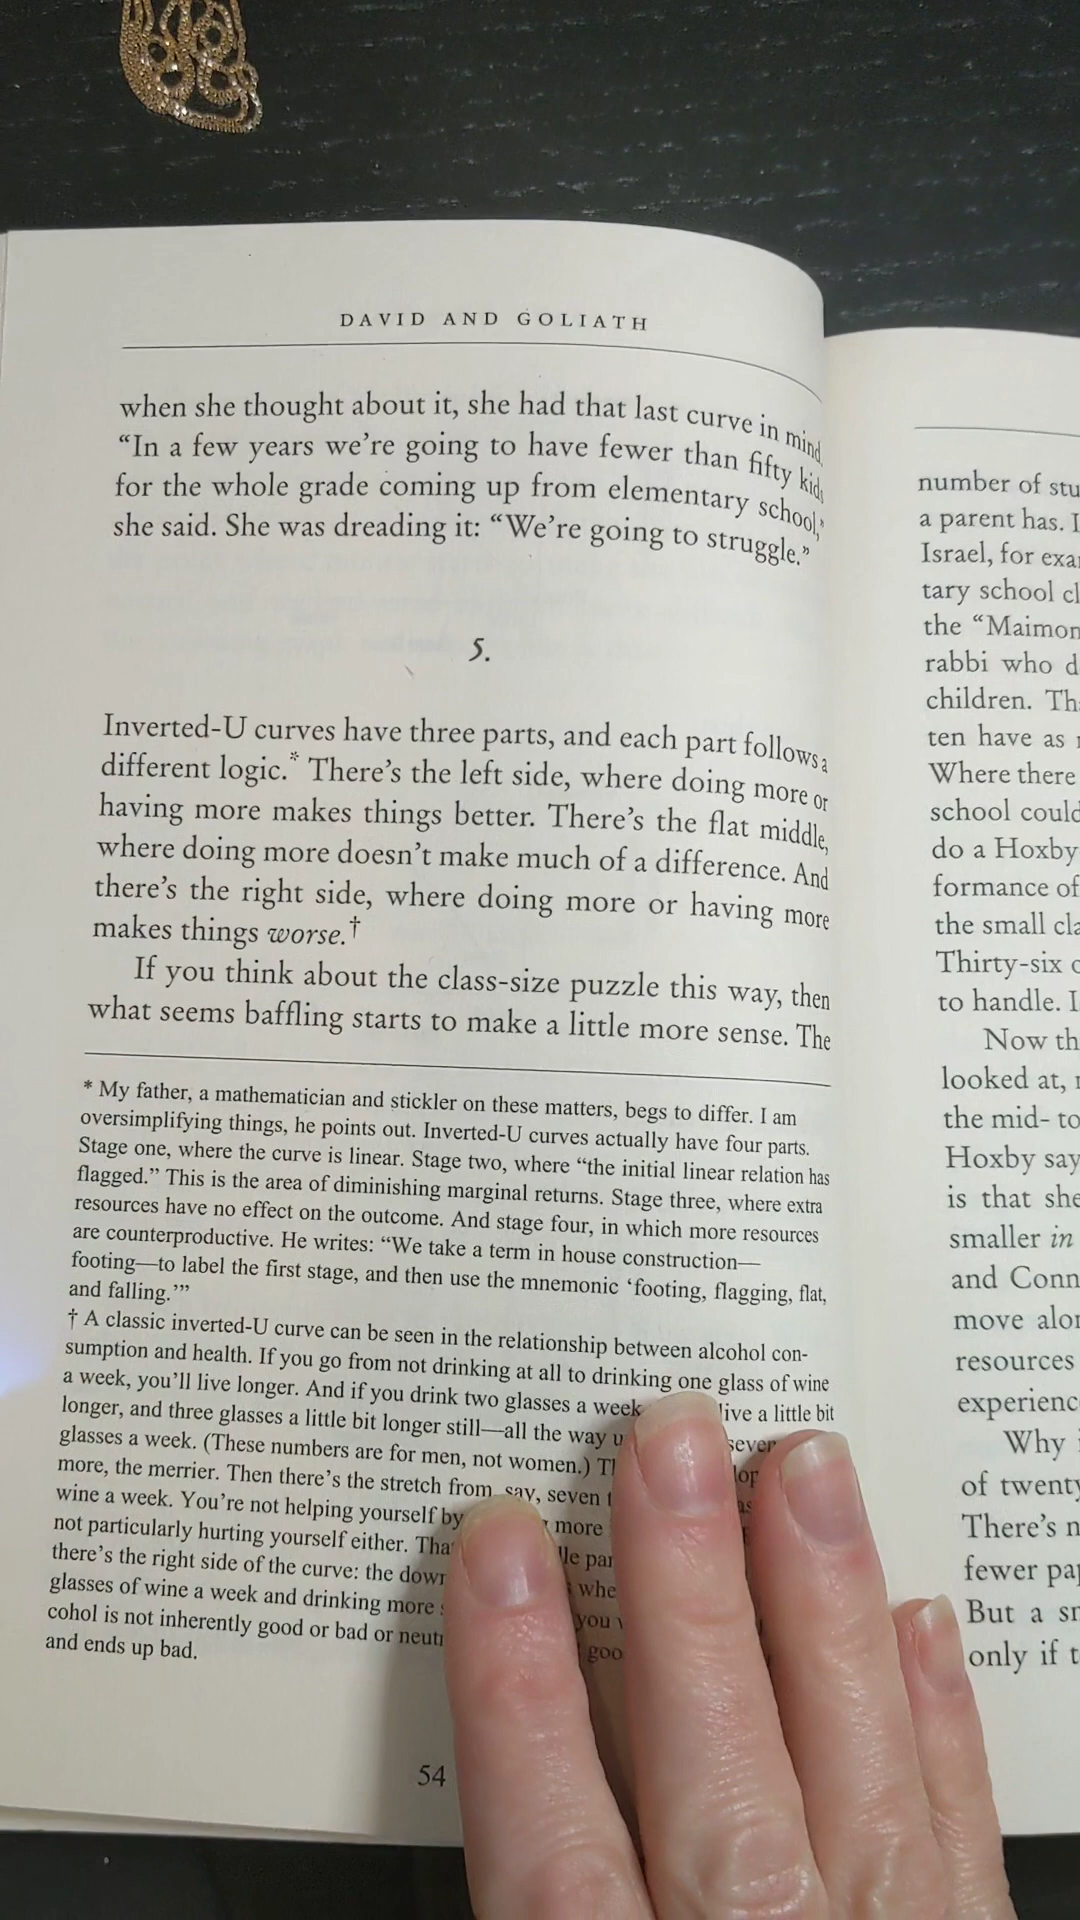 DAVID AND GOLIATH
when she thought about it, she had that last curve in mind.
“In a few years we’re going to have fewer than fifty kids
for the whole grade coming up from elementary school,”
she said. She was dreading it: “We’re going to struggle.”
5.
Inverted-U curves have three parts, and each part follows a
different logic.* There’s the left side, where doing more or
having more makes things better. There’s the flat middle,
where doing more doesn’t make much of a difference. And
there’s the right side, where doing more or having more
makes things worse.†
If you think about the class-size puzzle this way, then
what seems baffling starts to make a little more sense. The
* My father, a mathematician and stickler on these matters, begs to differ. I am
oversimplifying things, he points out. Inverted-U curves actually have four parts.
Stage one, where the curve is linear. Stage two, where “the initial linear relation has
flagged.” This is the area of diminishing marginal returns. Stage three, where extra
resources have no effect on the outcome. And stage four, in which more resources
are counterproductive. He writes: “We take a term in house construction—
footing—to label the first stage, and then use the mnemonic ‘footing, flagging, flat,
and falling.’”
† A classic inverted-U curve can be seen in the relationship between alcohol con-
sumption and health. If you go from not drinking at all to drinking one glass of wine
a week, you’ll live longer. And if you drink two glasses a week live a little bit
longer, and three glasses a little bit longer still—all the way seven
glasses a week. (These numbers are for men, not women.)
more, the merrier. Then there’s the stretch from, say, seven
wine a week. You’re not helping yourself by more
not particularly hurting yourself either.
there’s the right side of the curve: the
glasses of wine a week and drinking more you
cohol is not inherently good or bad or
and ends up bad.
54
number of
a parent has.
Israel, for
tary school
the “Maimon
rabbi who
children.
ten have as
Where there
school could
do a Hoxby
formance of
the small
Thirty-six
to handle.
Now
looked at,
the mid- to
Hoxby
is that
smaller in
and
move
resources
Why
of
There’s
fewer
But a
only if